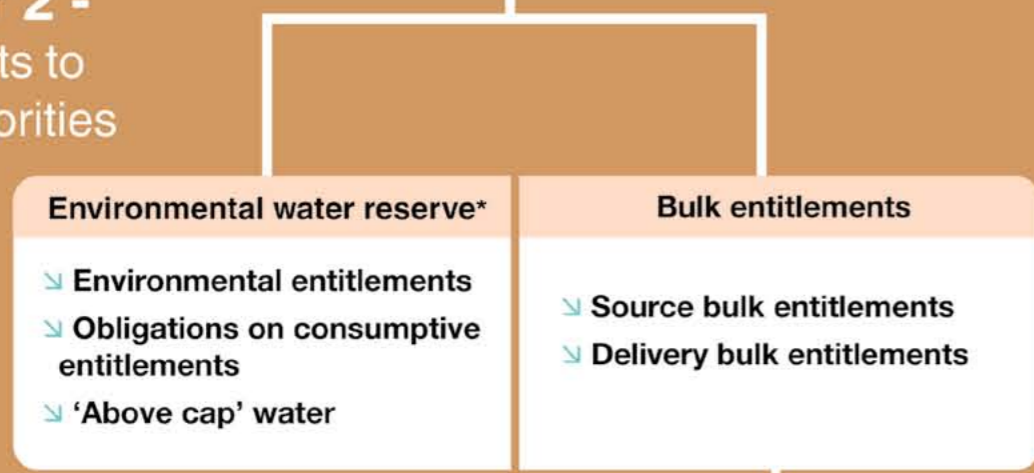 2 -
ts to
orities
Environmental water reserve*
Bulk entitlements
↘ Environmental entitlements
↘ Obligations on consumptive
entitlements
↘ ‘Above cap’ water
↘ Source bulk entitlements
↘ Delivery bulk entitlements